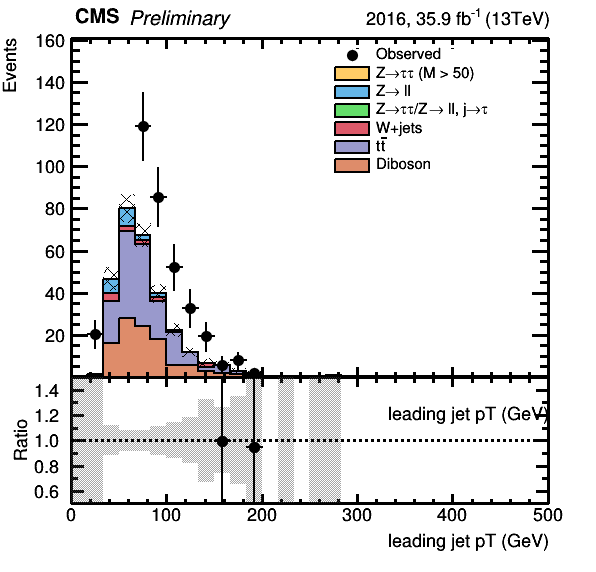 CMS Preliminary 2016, 35.9 fb⁻¹ (13TeV)
Events
160
140
120
100
80
60
40
20
Observed
Z→ττ (M > 50)
Z→ ll
Z→ττ/Z→ ll, j→τ
W+jets
tt̄
Diboson
Ratio
1.4
1.2
1.0
0.8
0.6
leading jet pT (GeV)
0 100 200 300 400 500
leading jet pT (GeV)